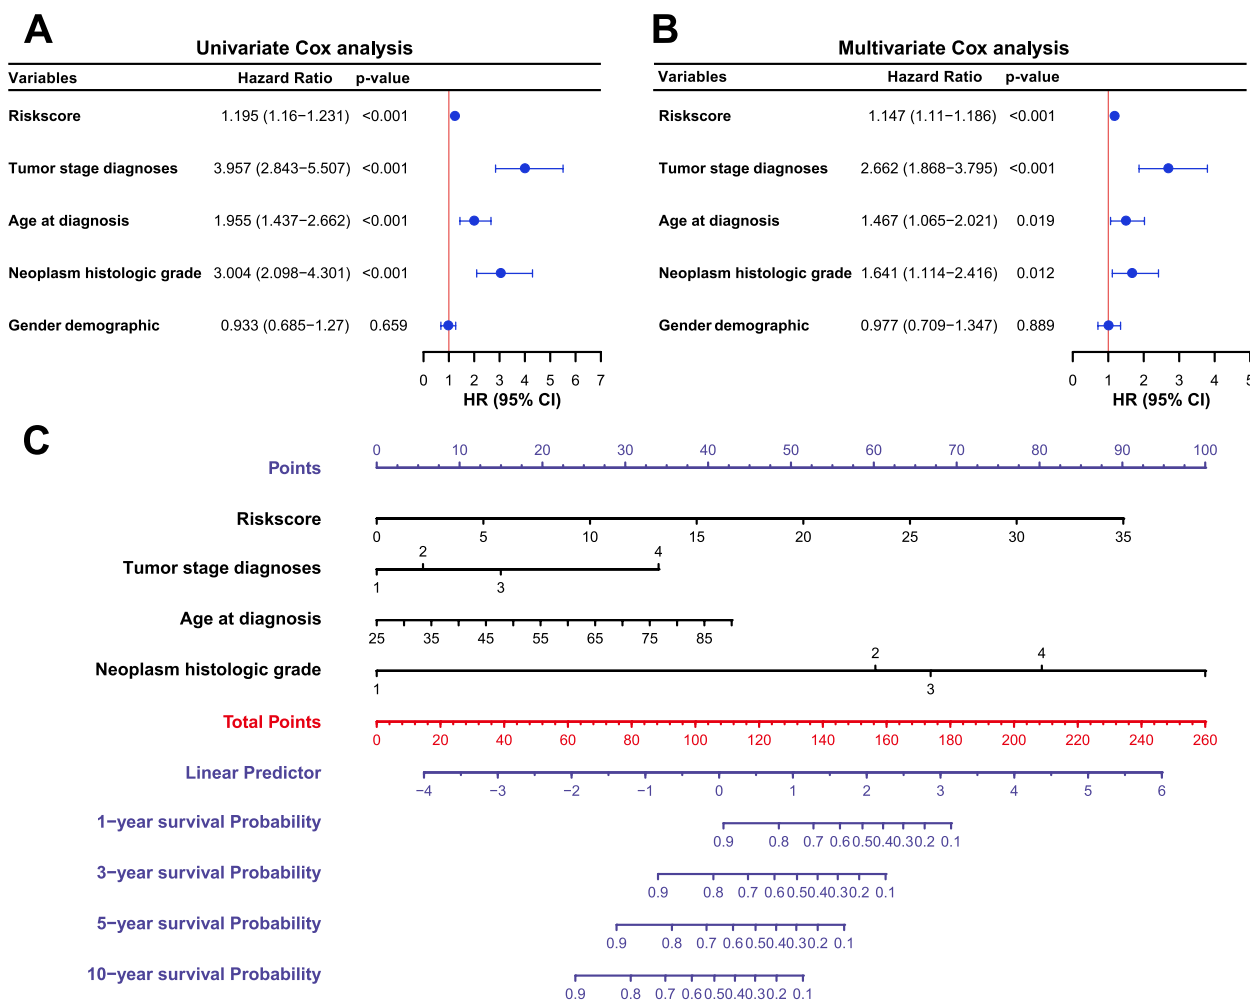 A
Univariate Cox analysis
Variables Hazard Ratio p-value
Riskscore 1.195 (1.16−1.231) <0.001
Tumor stage diagnoses 3.957 (2.843−5.507) <0.001
Age at diagnosis 1.955 (1.437−2.662) <0.001
Neoplasm histologic grade 3.004 (2.098−4.301) <0.001
Gender demographic 0.933 (0.685−1.27) 0.659
0 1 2 3 4 5 6 7
HR (95% CI)
B
Multivariate Cox analysis
Variables Hazard Ratio p-value
Riskscore 1.147 (1.11−1.186) <0.001
Tumor stage diagnoses 2.662 (1.868−3.795) <0.001
Age at diagnosis 1.467 (1.065−2.021) 0.019
Neoplasm histologic grade 1.641 (1.114−2.416) 0.012
Gender demographic 0.977 (0.709−1.347) 0.889
0 1 2 3 4 5
HR (95% CI)
C
0 10 20 30 40 50 60 70 80 90 100
Points
Riskscore
0 5 10 15 20 25 30 35
2 4
Tumor stage diagnoses
1 3
Age at diagnosis
25 35 45 55 65 75 85
2 4
Neoplasm histologic grade
1 3
Total Points
0 20 40 60 80 100 120 140 160 180 200 220 240 260
Linear Predictor
−4 −3 −2 −1 0 1 2 3 4 5 6
1−year survival Probability
0.9 0.8 0.7 0.6 0.5 0.4 0.3 0.2 0.1
3−year survival Probability
0.9 0.8 0.7 0.6 0.5 0.4 0.3 0.2 0.1
5−year survival Probability
0.9 0.8 0.7 0.6 0.5 0.4 0.3 0.2 0.1
10−year survival Probability
0.9 0.8 0.7 0.6 0.5 0.4 0.3 0.2 0.1